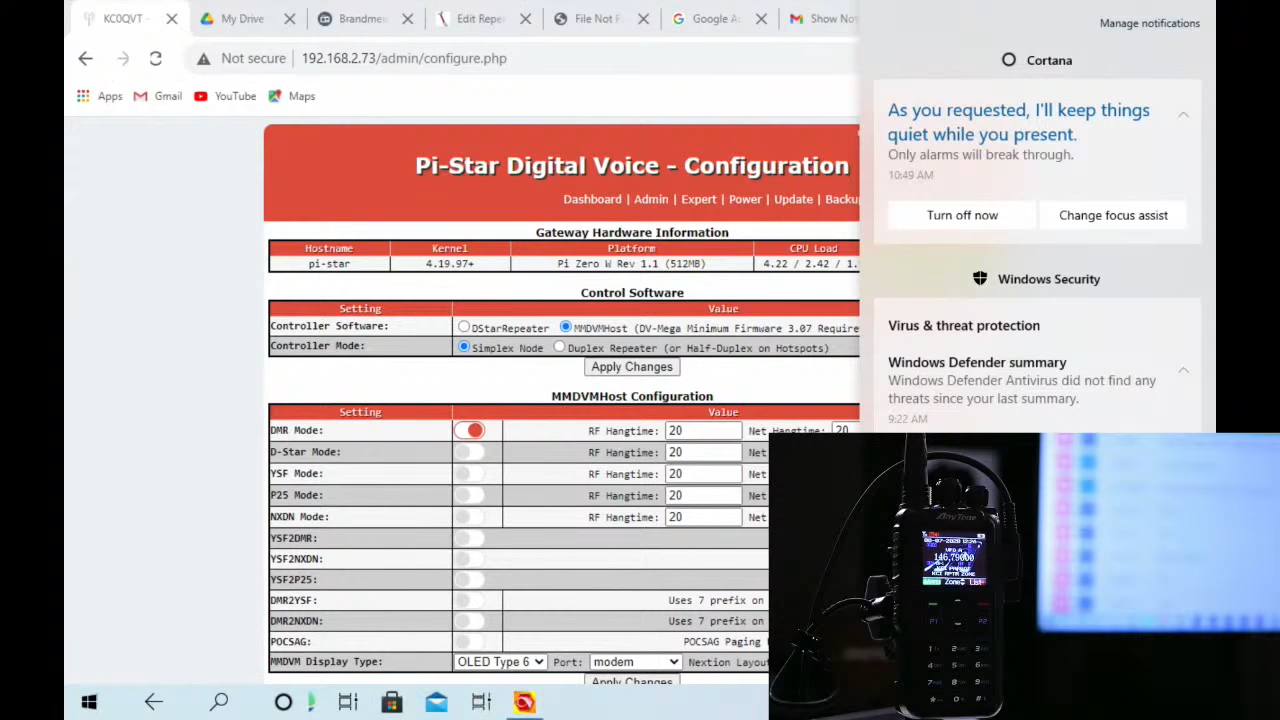 KC0QVT -
My Drive
Brandme
Edit Repe
File Not F
Google A
Show No
Not secure
192.168.2.73/admin/configure.php
Apps
Gmail
YouTube
Maps
Pi-Star Digital Voice - Configuration
Dashboard | Admin | Expert | Power | Update | Backu
Gateway Hardware Information
Hostname Kernel Platform CPU Load
pi-star 4.19.97+ Pi Zero W Rev 1.1 (512MB) 4.22 / 2.42 / 1.
Control Software
Setting Value
Controller Software: DStarRepeater MMDVMHost (DV-Mega Minimum Firmware 3.07 Require
Controller Mode: Simplex Node Duplex Repeater (or Half-Duplex on Hotspots)
Apply Changes
MMDVMHost Configuration
Setting Value
DMR Mode: RF Hangtime: 20 Net Hangtime: 20
D-Star Mode: RF Hangtime: 20 Net
YSF Mode: RF Hangtime: 20 Net
P25 Mode: RF Hangtime: 20 Net
NXDN Mode: RF Hangtime: 20 Net
YSF2DMR:
YSF2NXDN:
YSF2P25:
DMR2YSF: Uses 7 prefix on
DMR2NXDN: Uses 7 prefix on
POCSAG: POCSAG Paging
MMDVM Display Type: OLED Type 6 Port: modem Nextion Layou
Apply Changes
Manage notifications
Cortana
As you requested, I'll keep things
quiet while you present.
Only alarms will break through.
10:49 AM
Turn off now
Change focus assist
Windows Security
Virus & threat protection
Windows Defender summary
Windows Defender Antivirus did not find any
threats since your last summary.
9:22 AM
AnyTone
VFO A
146.79000
Menu Zone List
P1
P2